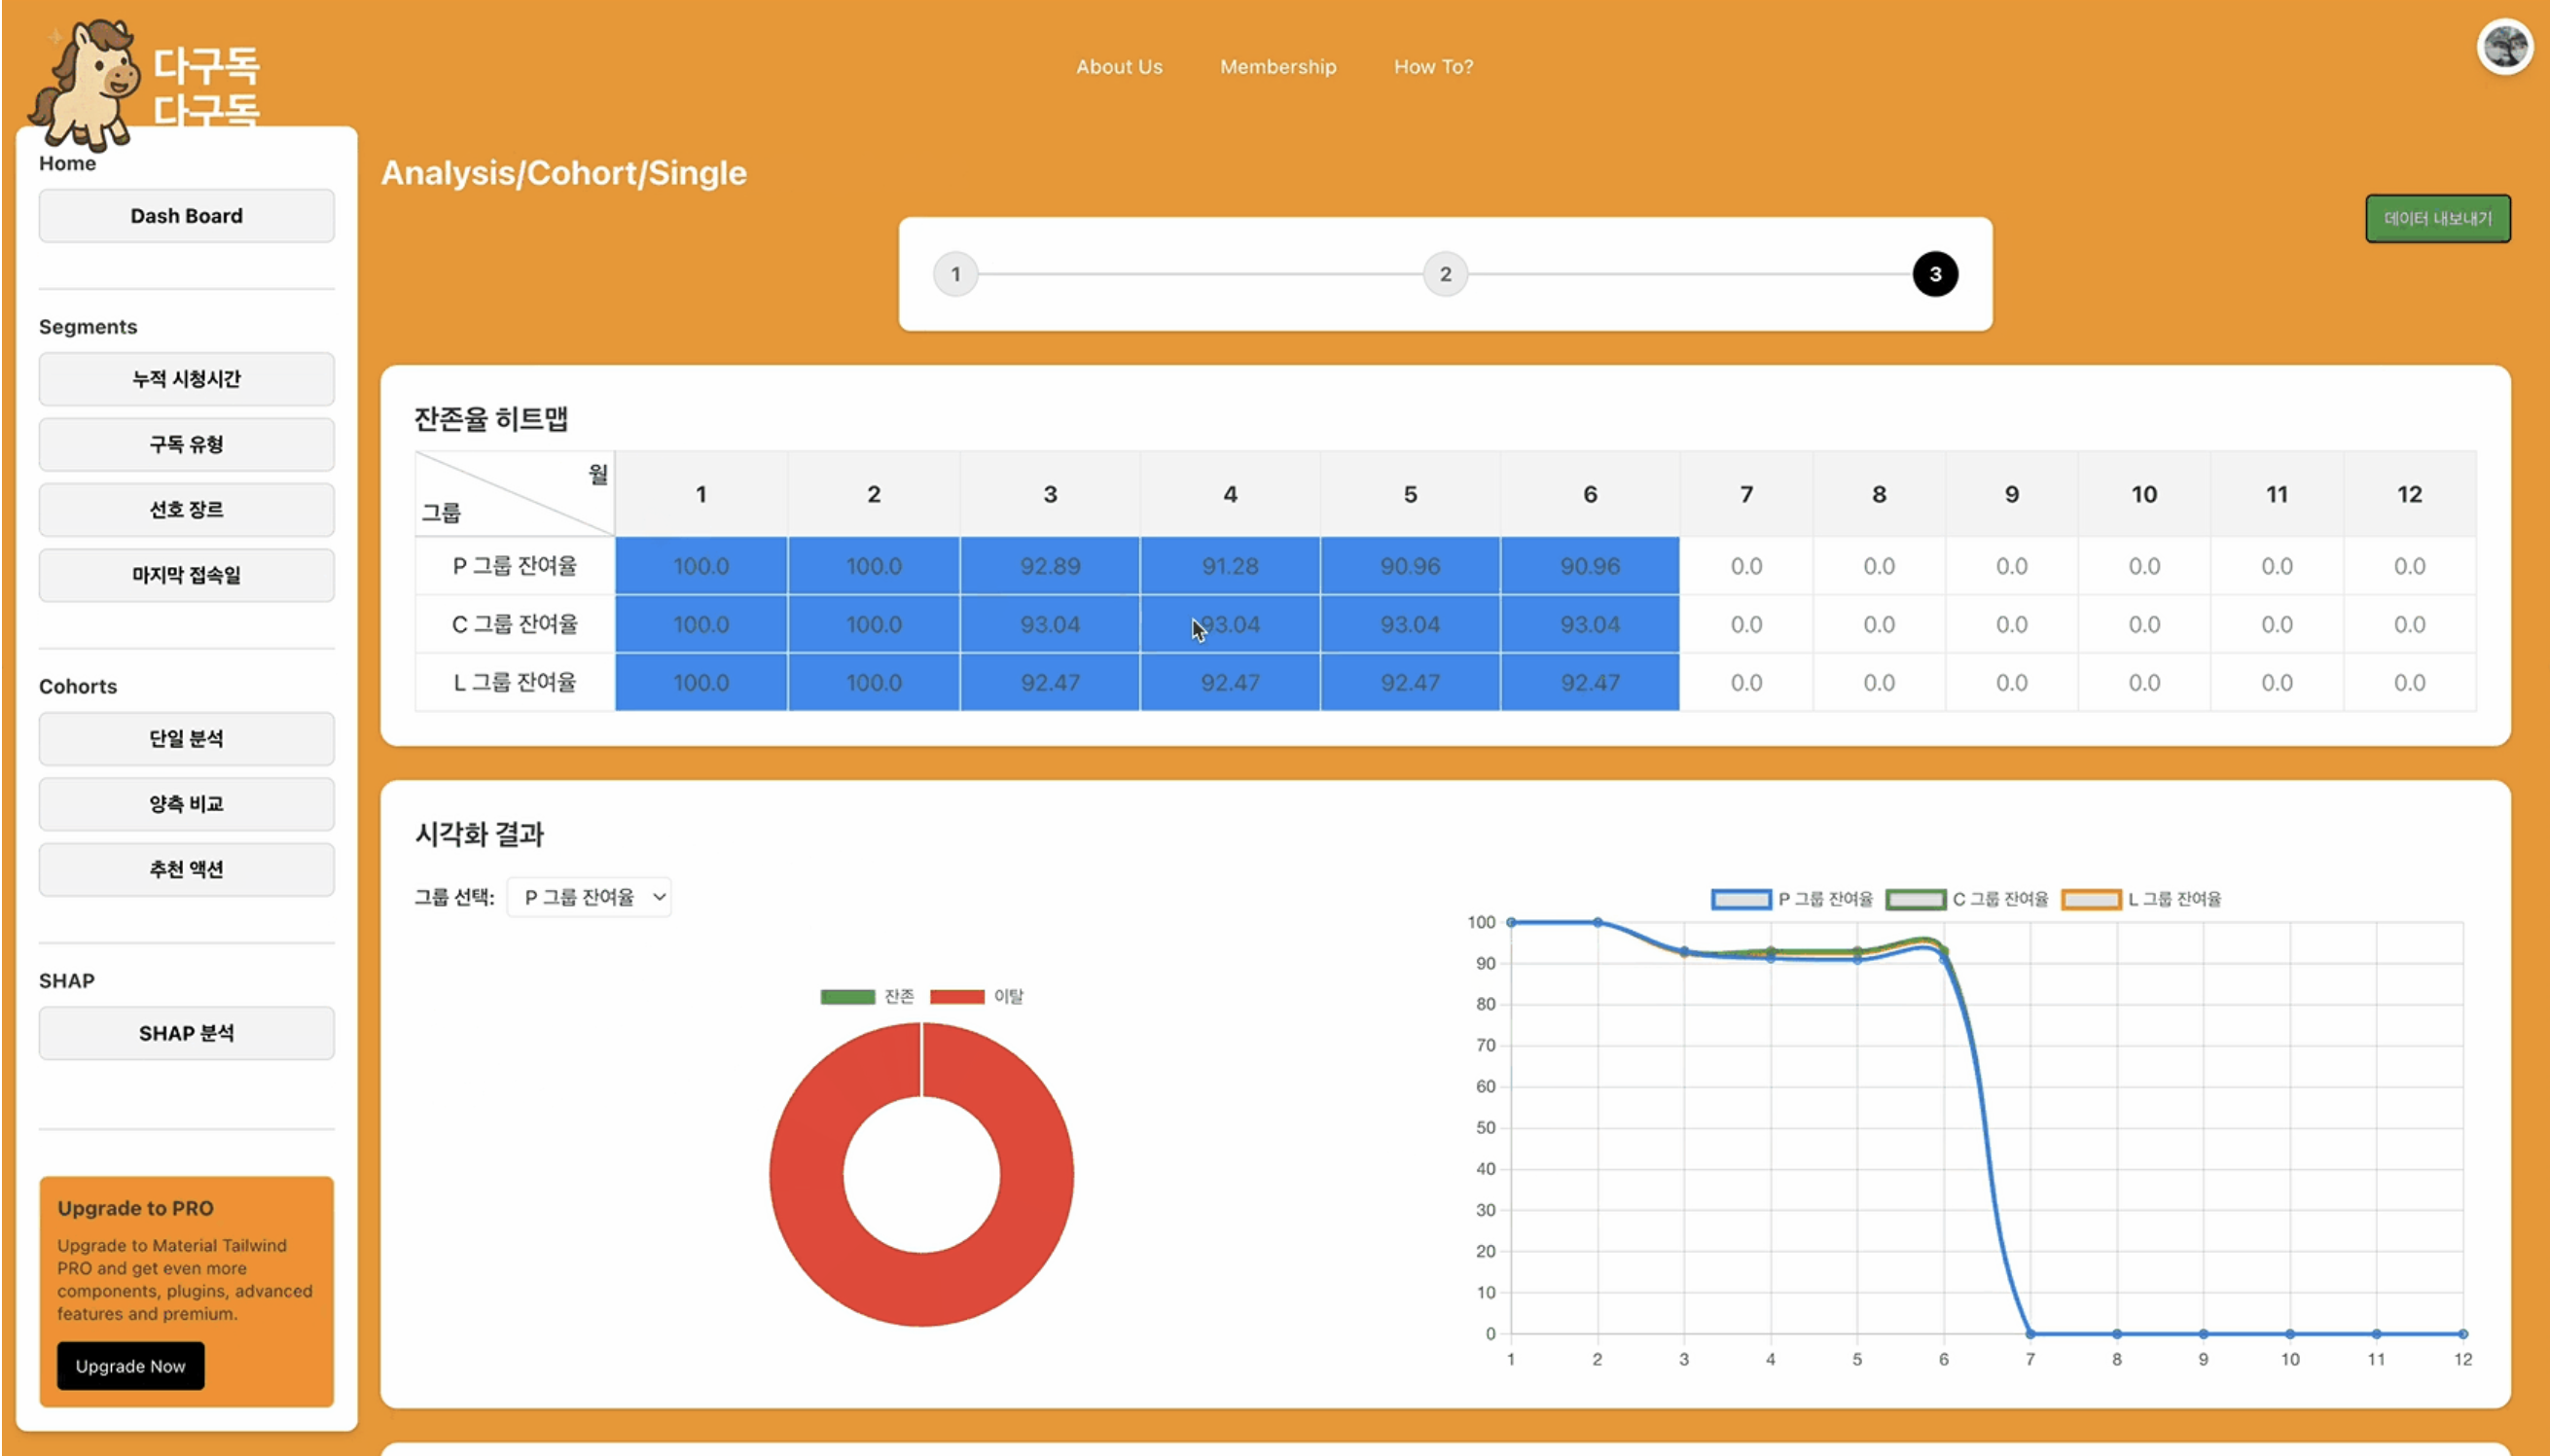 다구독
다구독
About Us Membership How To?
Home
Dash Board
Segments
누적 시청시간
구독 유형
선호 장르
마지막 접속일
Cohorts
단일 분석
양측 비교
추천 액션
SHAP
SHAP 분석
Upgrade to PRO
Upgrade to Material Tailwind
PRO and get even more
components, plugins, advanced
features and premium.
Upgrade Now
Analysis/Cohort/Single
데이터 내보내기
1 2 3
잔존율 히트맵
월
그룹
1 2 3 4 5 6 7 8 9 10 11 12
P 그룹 잔여율 100.0 100.0 92.89 91.28 90.96 90.96 0.0 0.0 0.0 0.0 0.0 0.0
C 그룹 잔여율 100.0 100.0 93.04 93.04 93.04 93.04 0.0 0.0 0.0 0.0 0.0 0.0
L 그룹 잔여율 100.0 100.0 92.47 92.47 92.47 92.47 0.0 0.0 0.0 0.0 0.0 0.0
시각화 결과
그룹 선택: P 그룹 잔여율
잔존 이탈
P 그룹 잔여율 C 그룹 잔여율 L 그룹 잔여율
100
90
80
70
60
50
40
30
20
10
0
1 2 3 4 5 6 7 8 9 10 11 12